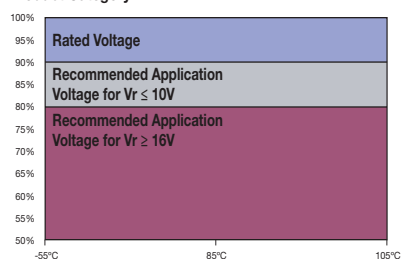 100%
95%
90%
85%
80%
75%
70%
65%
60%
55%
50%
Rated Voltage
Recommended Application
Voltage for Vr ≤ 10V
Recommended Application
Voltage for Vr ≥ 16V
-55°C 85°C 105°C